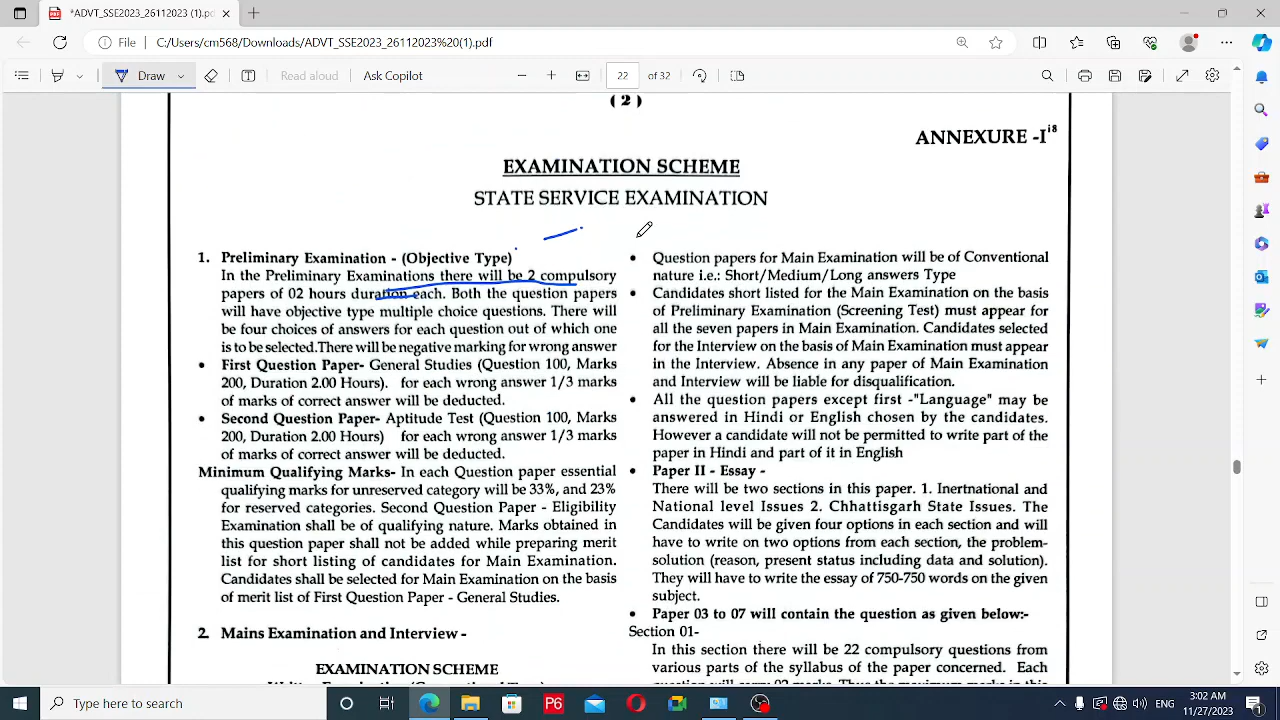 *ADVT_SSE2023_26112023%20(1).pd
File
C:/Users/cm568/Downloads/ADVT_SSE2023_26112023%20(1).pdf
Draw
Read aloud
Ask Copilot
22
of 32
( 2 )
ANNEXURE -I i8
EXAMINATION SCHEME
STATE SERVICE EXAMINATION
1. Preliminary Examination - (Objective Type)
In the Preliminary Examinations there will be 2 compulsory
papers of 02 hours duration each. Both the question papers
will have objective type multiple choice questions. There will
be four choices of answers for each question out of which one
is to be selected.There will be negative marking for wrong answer
• First Question Paper- General Studies (Question 100, Marks
200, Duration 2.00 Hours). for each wrong answer 1/3 marks
of marks of correct answer will be deducted.
• Second Question Paper- Aptitude Test (Question 100, Marks
200, Duration 2.00 Hours) for each wrong answer 1/3 marks
of marks of correct answer will be deducted.
Minimum Qualifying Marks- In each Question paper essential
qualifying marks for unreserved category will be 33%, and 23%
for reserved categories. Second Question Paper - Eligibility
Examination shall be of qualifying nature. Marks obtained in
this question paper shall not be added while preparing merit
list for short listing of candidates for Main Examination.
Candidates shall be selected for Main Examination on the basis
of merit list of First Question Paper - General Studies.
2. Mains Examination and Interview -
EXAMINATION SCHEME
• Question papers for Main Examination will be of Conventional
nature i.e.: Short/Medium/Long answers Type
• Candidates short listed for the Main Examination on the basis
of Preliminary Examination (Screening Test) must appear for
all the seven papers in Main Examination. Candidates selected
for the Interview on the basis of Main Examination must appear
in the Interview. Absence in any paper of Main Examination
and Interview will be liable for disqualification.
• All the question papers except first -"Language" may be
answered in Hindi or English chosen by the candidates.
However a candidate will not be permitted to write part of the
paper in Hindi and part of it in English
• Paper II - Essay -
There will be two sections in this paper. 1. Inertnational and
National level Issues 2. Chhattisgarh State Issues. The
Candidates will be given four options in each section and will
have to write on two options from each section, the problem-
solution (reason, present status including data and solution).
They will have to write the essay of 750-750 words on the given
subject.
• Paper 03 to 07 will contain the question as given below:-
Section 01-
In this section there will be 22 compulsory questions from
various parts of the syllabus of the paper concerned. Each
Type here to search
P6
ENG
3:02 AM
11/27/2023